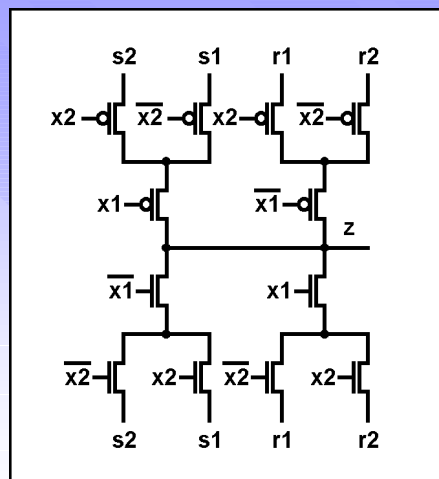 s2 s1 r1 r2
x2 x̅2̅ x2 x̅2̅
x1 x̅1̅
z
x̅1̅ x1
x̅2̅ x2 x̅2̅ x2
s2 s1 r1 r2